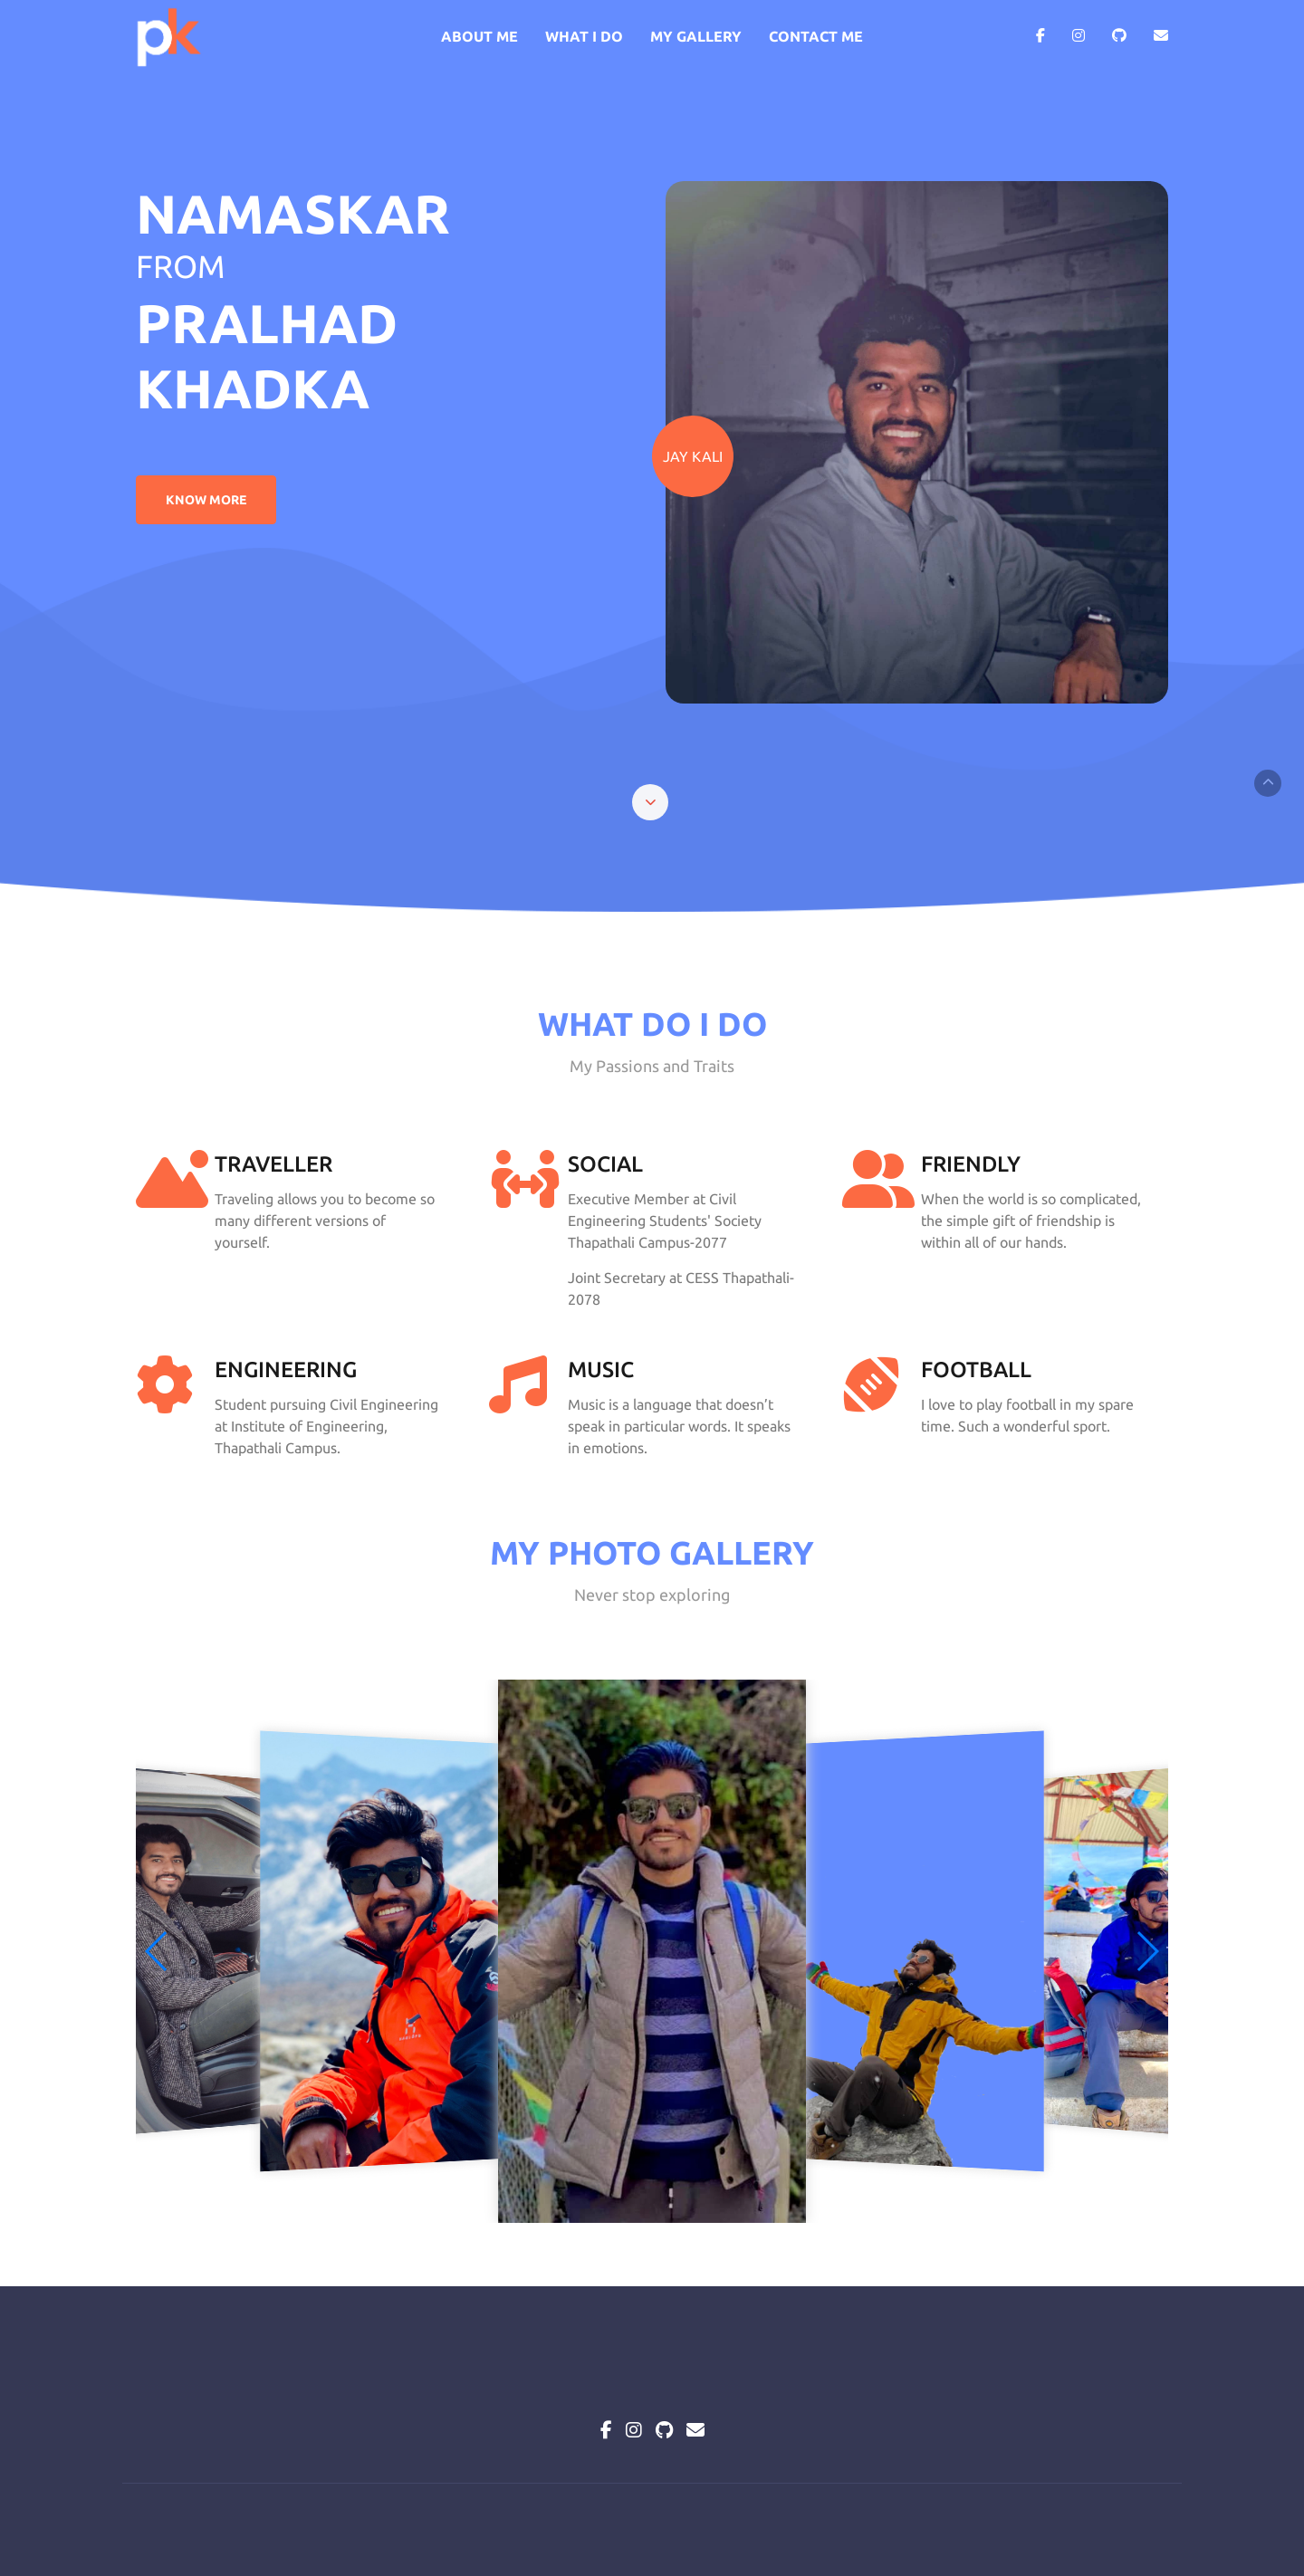 pk
ABOUT ME
WHAT I DO
MY GALLERY
CONTACT ME
NAMASKAR
FROM
PRALHAD
KHADKA
JAY KALI
KNOW MORE
WHAT DO I DO
My Passions and Traits
TRAVELLER
Traveling allows you to become so
many different versions of
yourself.
SOCIAL
Executive Member at Civil
Engineering Students' Society
Thapathali Campus-2077
Joint Secretary at CESS Thapathali-
2078
FRIENDLY
When the world is so complicated,
the simple gift of friendship is
within all of our hands.
ENGINEERING
Student pursuing Civil Engineering
at Institute of Engineering,
Thapathali Campus.
MUSIC
Music is a language that doesn’t
speak in particular words. It speaks
in emotions.
FOOTBALL
I love to play football in my spare
time. Such a wonderful sport.
MY PHOTO GALLERY
Never stop exploring